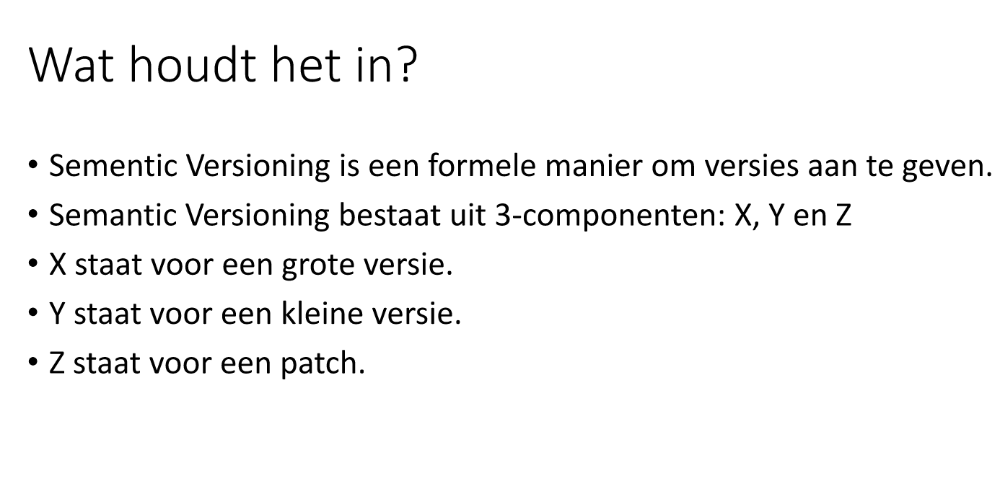 Wat houdt het in?
• Sementic Versioning is een formele manier om versies aan te geven.
• Semantic Versioning bestaat uit 3-componenten: X, Y en Z
• X staat voor een grote versie.
• Y staat voor een kleine versie.
• Z staat voor een patch.